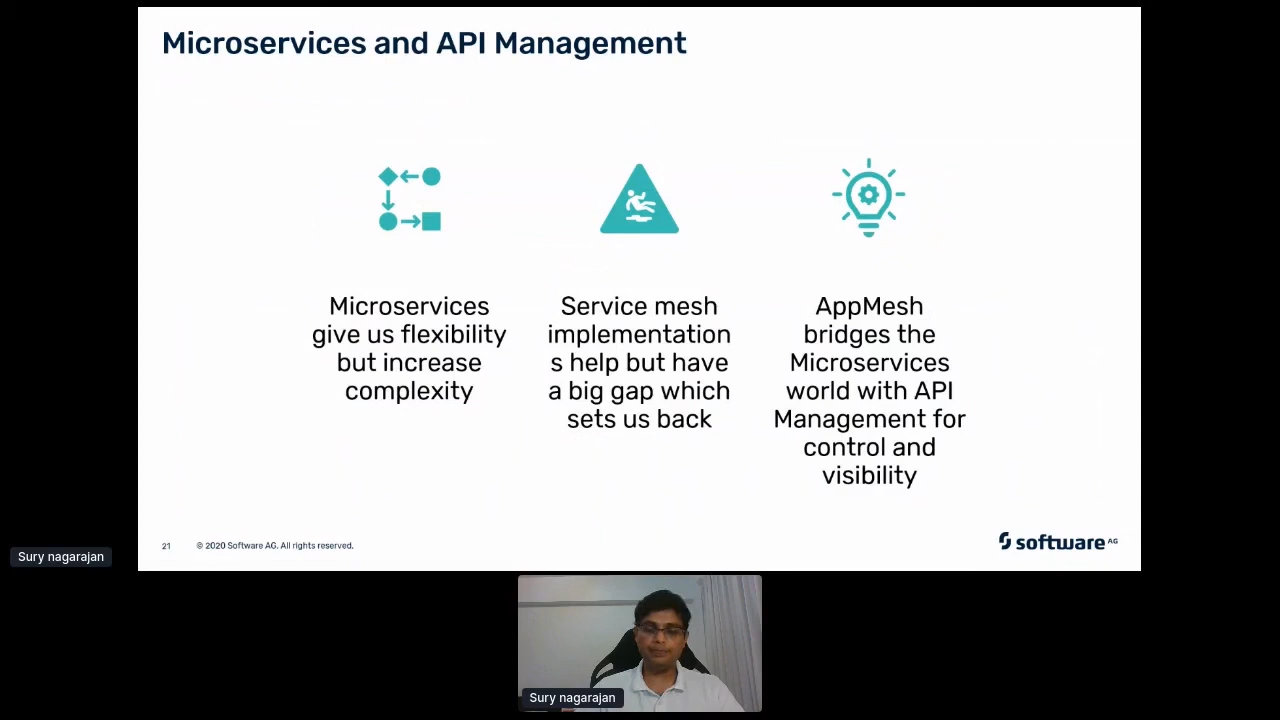 Microservices and API Management
Microservices
give us flexibility
but increase
complexity
Service mesh
implementation
s help but have
a big gap which
sets us back
AppMesh
bridges the
Microservices
world with API
Management for
control and
visibility
21
© 2020 Software AG. All rights reserved.
software AG
Sury nagarajan
Sury nagarajan